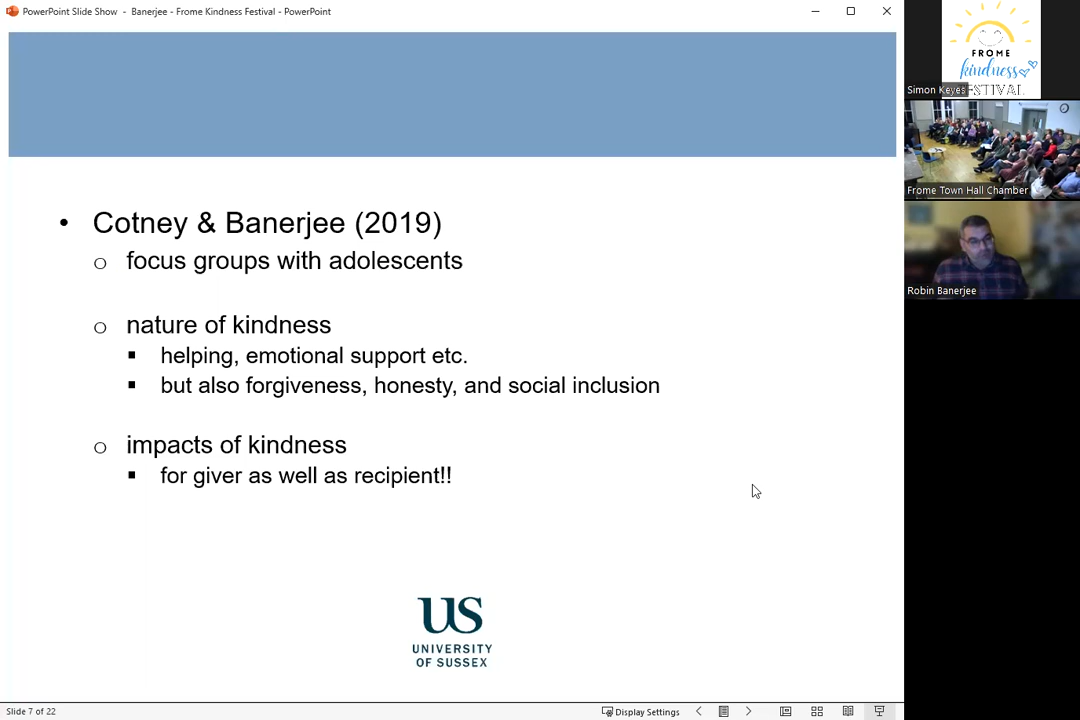 PowerPoint Slide Show - Banerjee - Frome Kindness Festival - PowerPoint
• Cotney & Banerjee (2019)
o focus groups with adolescents
o nature of kindness
▪ helping, emotional support etc.
▪ but also forgiveness, honesty, and social inclusion
o impacts of kindness
▪ for giver as well as recipient!!
US
UNIVERSITY
OF SUSSEX
Slide 7 of 22
Display Settings
FROME
kindness
FESTIVAL
Simon Keyes
Frome Town Hall Chamber
Robin Banerjee